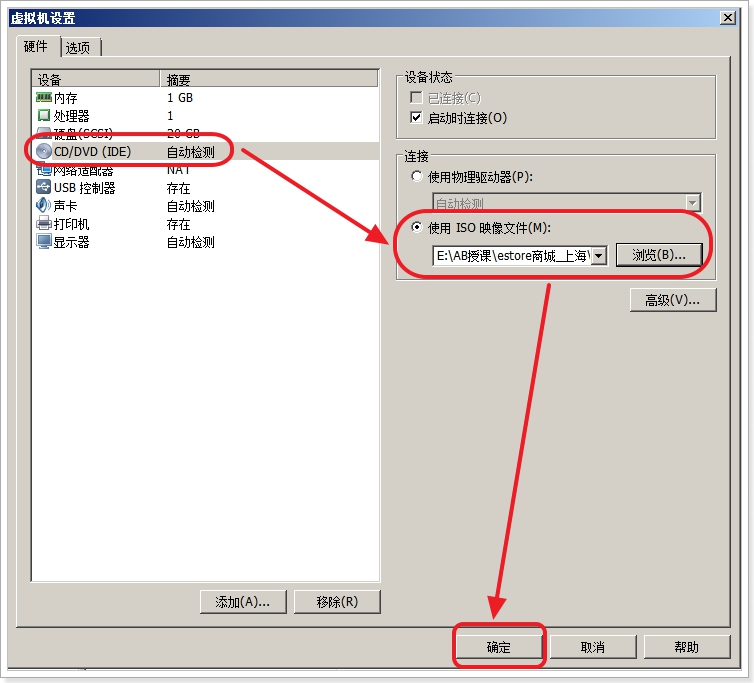 虚拟机设置
硬件 选项
设备 摘要
内存 1 GB
处理器 1
硬盘(SCSI) 20 GB
CD/DVD (IDE) 自动检测
网络适配器 NAT
USB 控制器 存在
声卡 自动检测
打印机 存在
显示器 自动检测
添加(A)... 移除(R)
设备状态
已连接(C)
启动时连接(O)
连接
使用物理驱动器(P):
自动检测
使用 ISO 映像文件(M):
E:\AB授课\estore商城_上海\ 浏览(B)...
高级(V)...
确定 取消 帮助